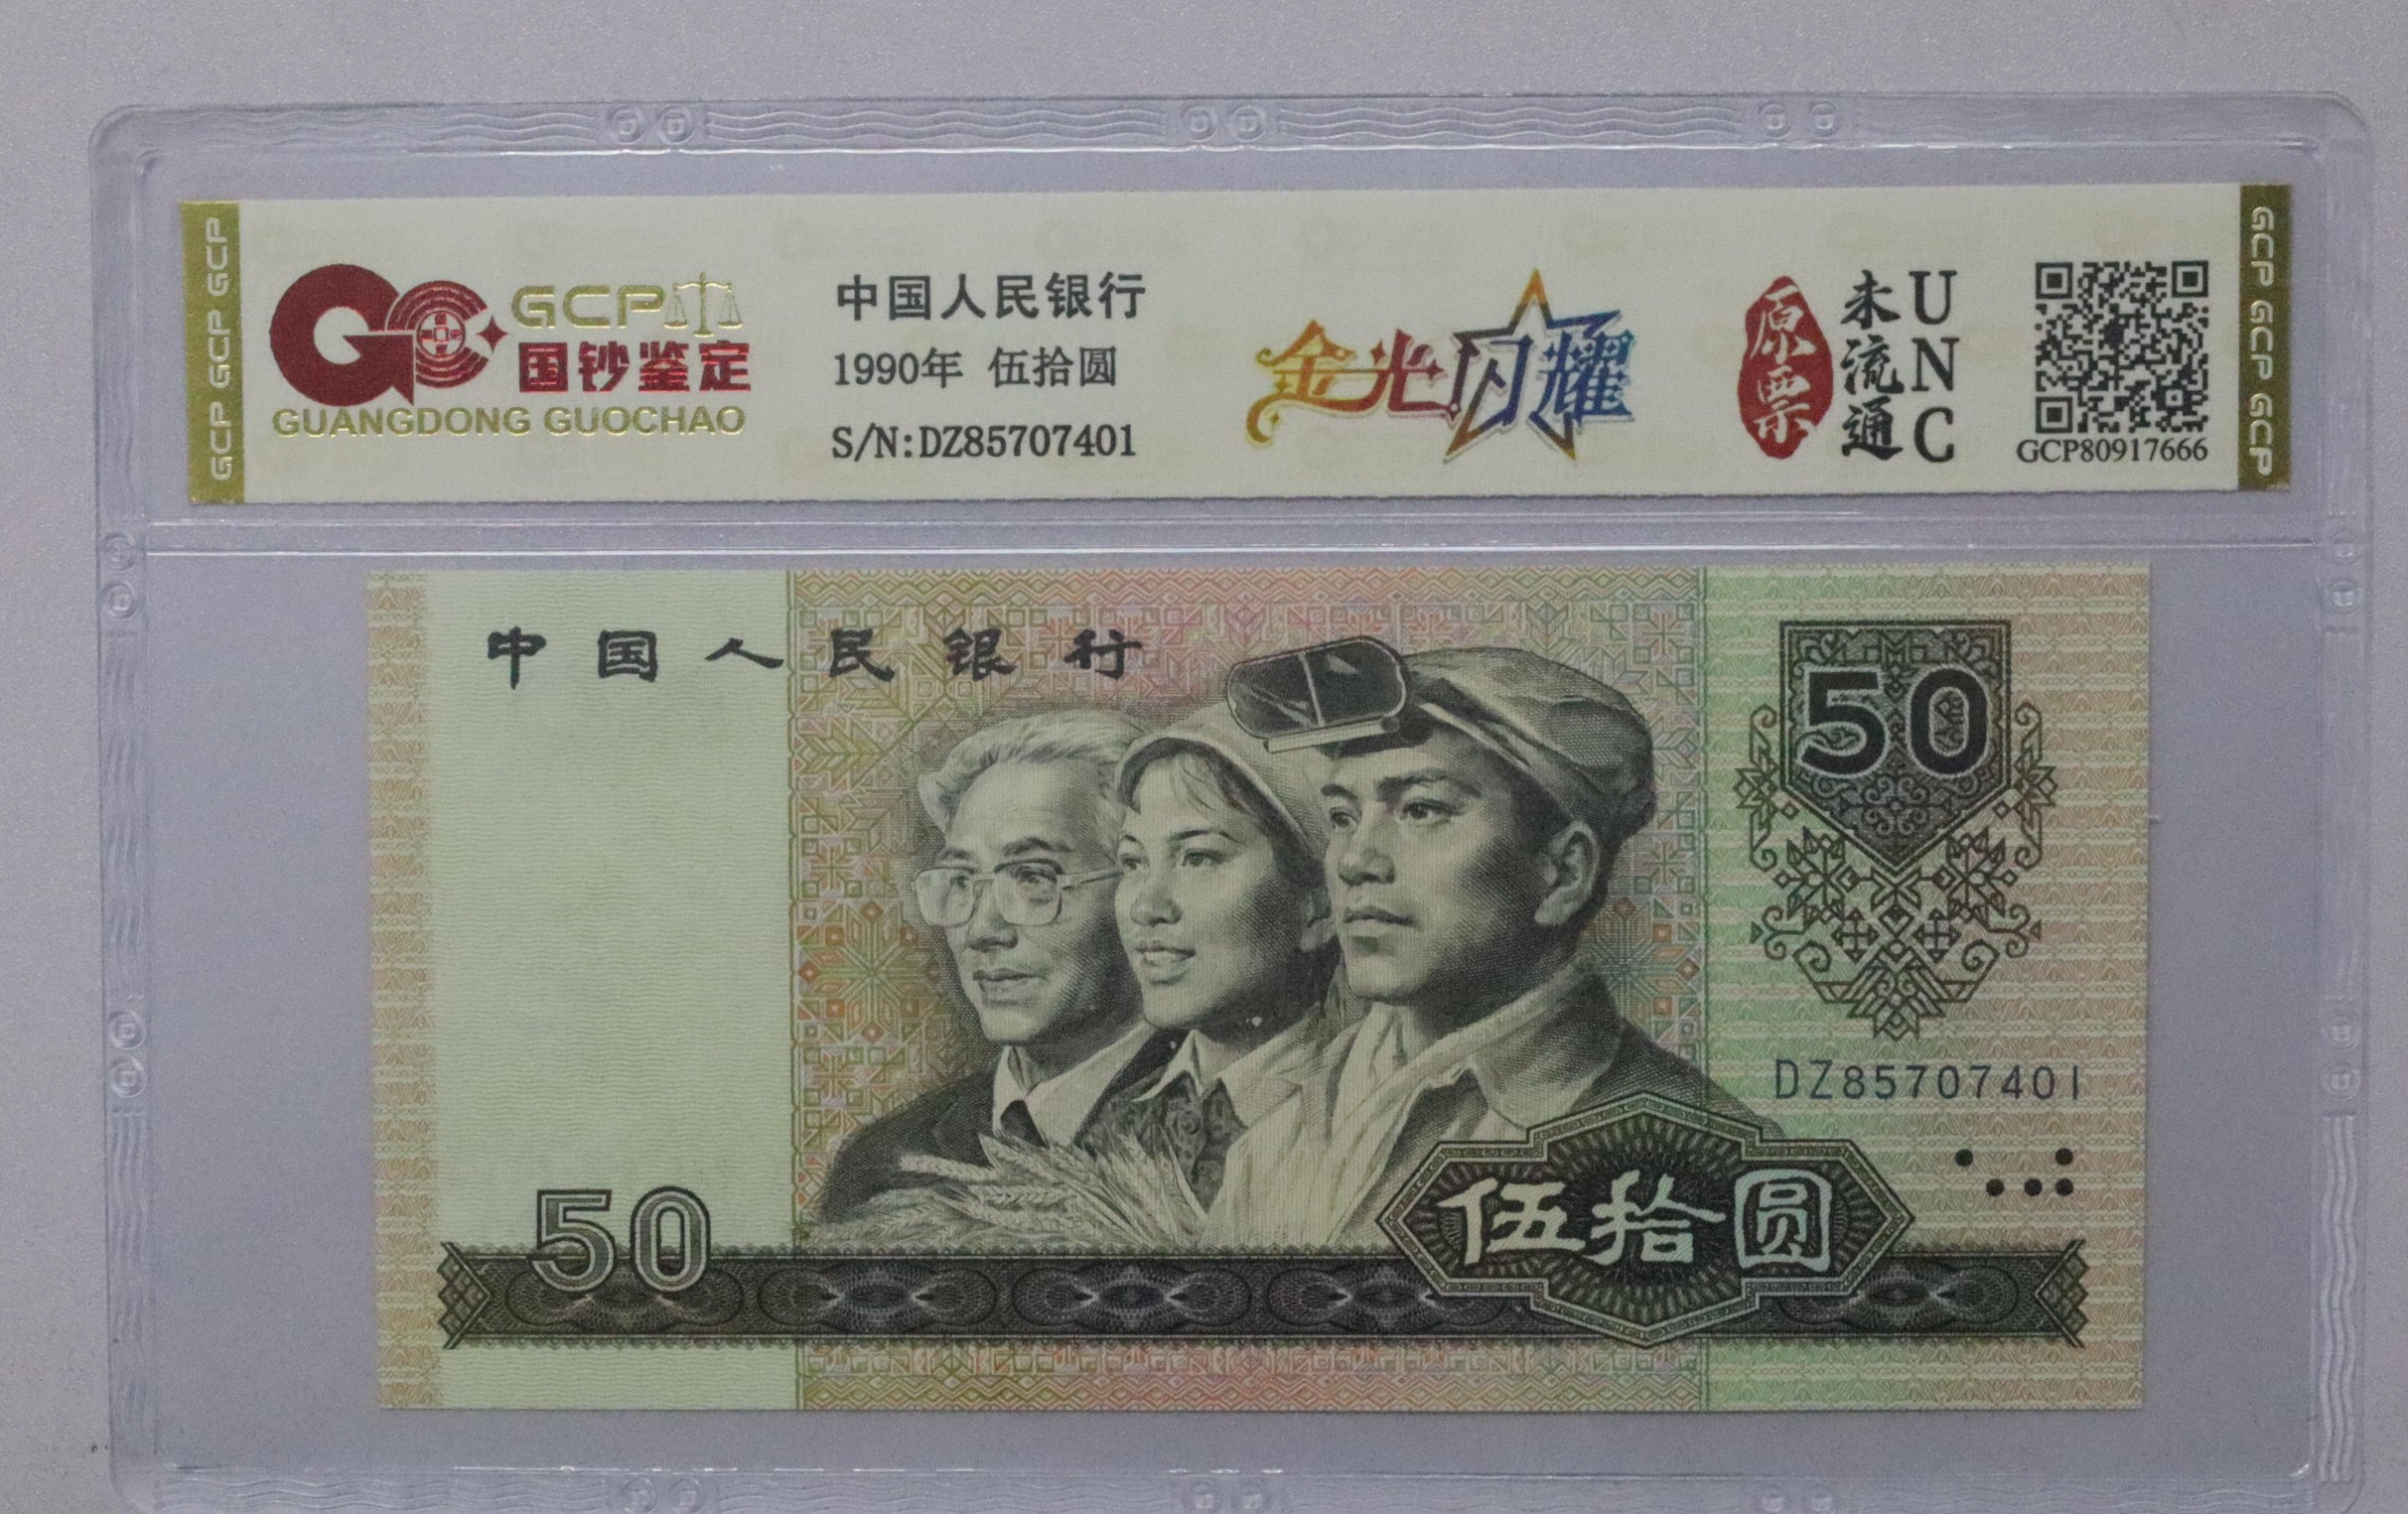 GCP GCP GCP
GCP
国钞鉴定
GUANGDONG GUOCHAO
中国人民银行
1990年 伍拾圆
S/N:DZ85707401
金光闪耀
原票
未流通
UNC
GCP80917666
GCP GCP GCP
中国人民银行
50
DZ85707401
50
伍拾圆